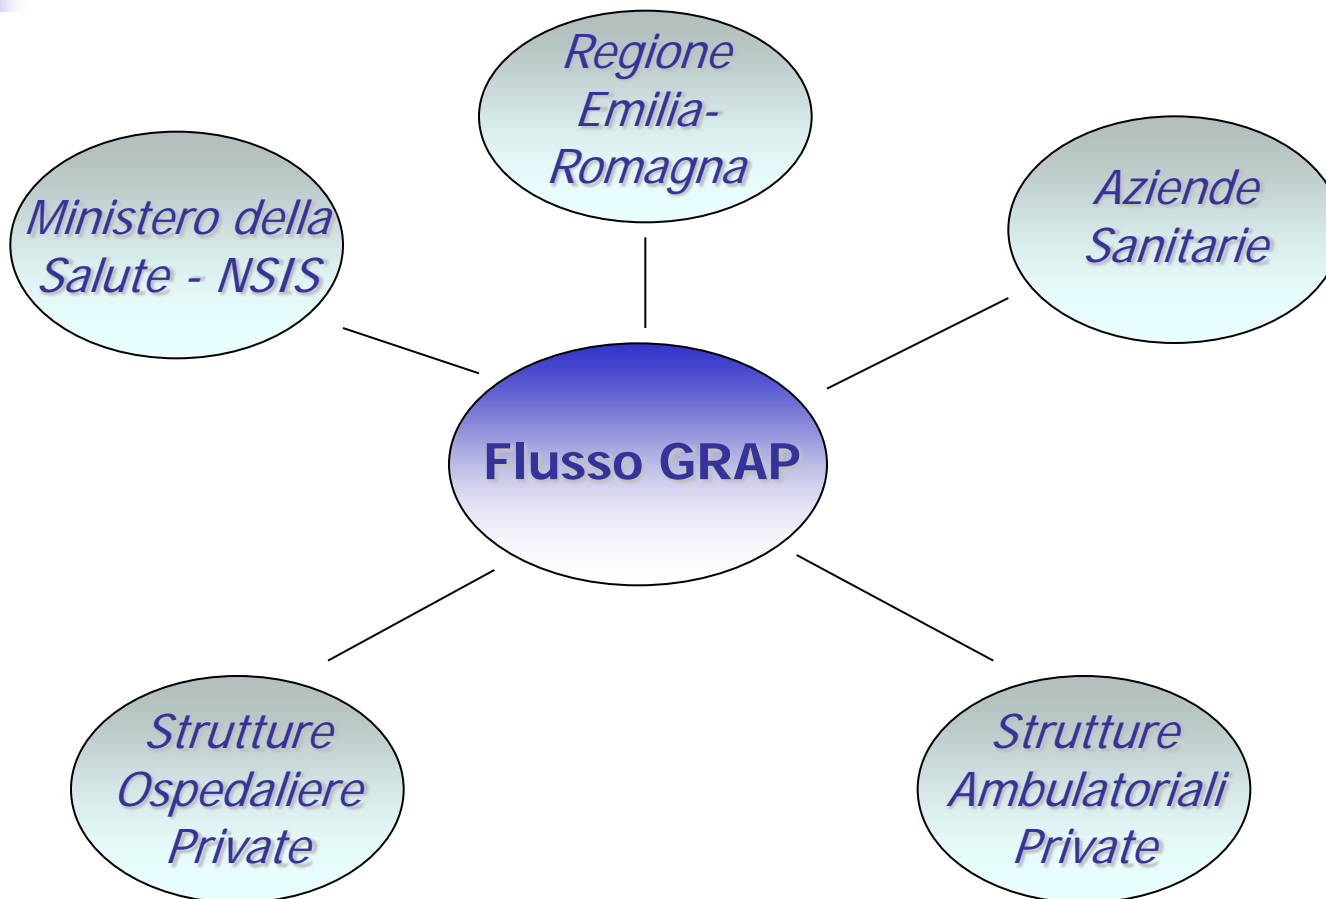 Regione
Emilia-
Romagna
Ministero della
Salute - NSIS
Aziende
Sanitarie
Flusso GRAP
Strutture
Ospedaliere
Private
Strutture
Ambulatoriali
Private